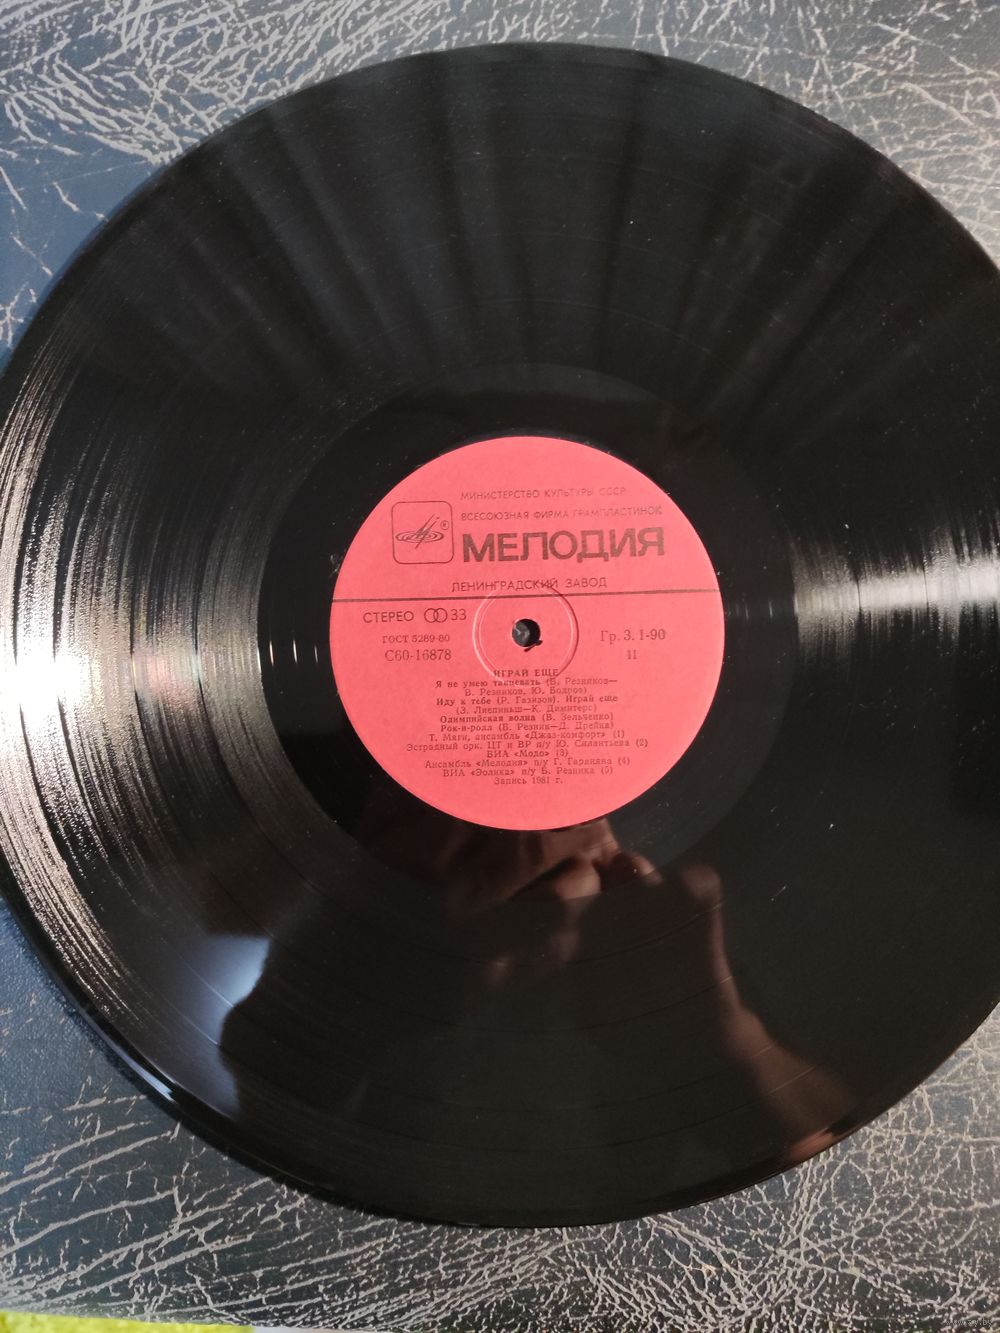 МИНИСТЕРСТВО КУЛЬТУРЫ СССР
ВСЕСОЮЗНАЯ ФИРМА ГРАМПЛАСТИНОК
МЕЛОДИЯ
ЛЕНИНГРАДСКИЙ ЗАВОД
СТЕРЕО 33
ГОСТ 5289-80
С60-16878
Гр. 3. 1-90
11
ИГРАЙ ЕЩЕ
Я не умею танцевать (В. Резников—
В. Резников, Ю. Бодров)
Иду к тебе (Р. Газизов). Играй еще
(З. Лиепиньш—К. Димитерс)
Олимпийская волна (В. Зельченко)
Рок-н-ролл (Б. Резник—Д. Дрейка)
Т. Мяги, ансамбль «Джаз-комфорт» (1)
Эстрадный орк. ЦТ и ВР п/у Ю. Силантьева (2)
ВИА «Модо» (3)
Ансамбль «Мелодия» п/у Г. Гараняна (4)
ВИА «Эолика» п/у Б. Резника (5)
Запись 1981 г.